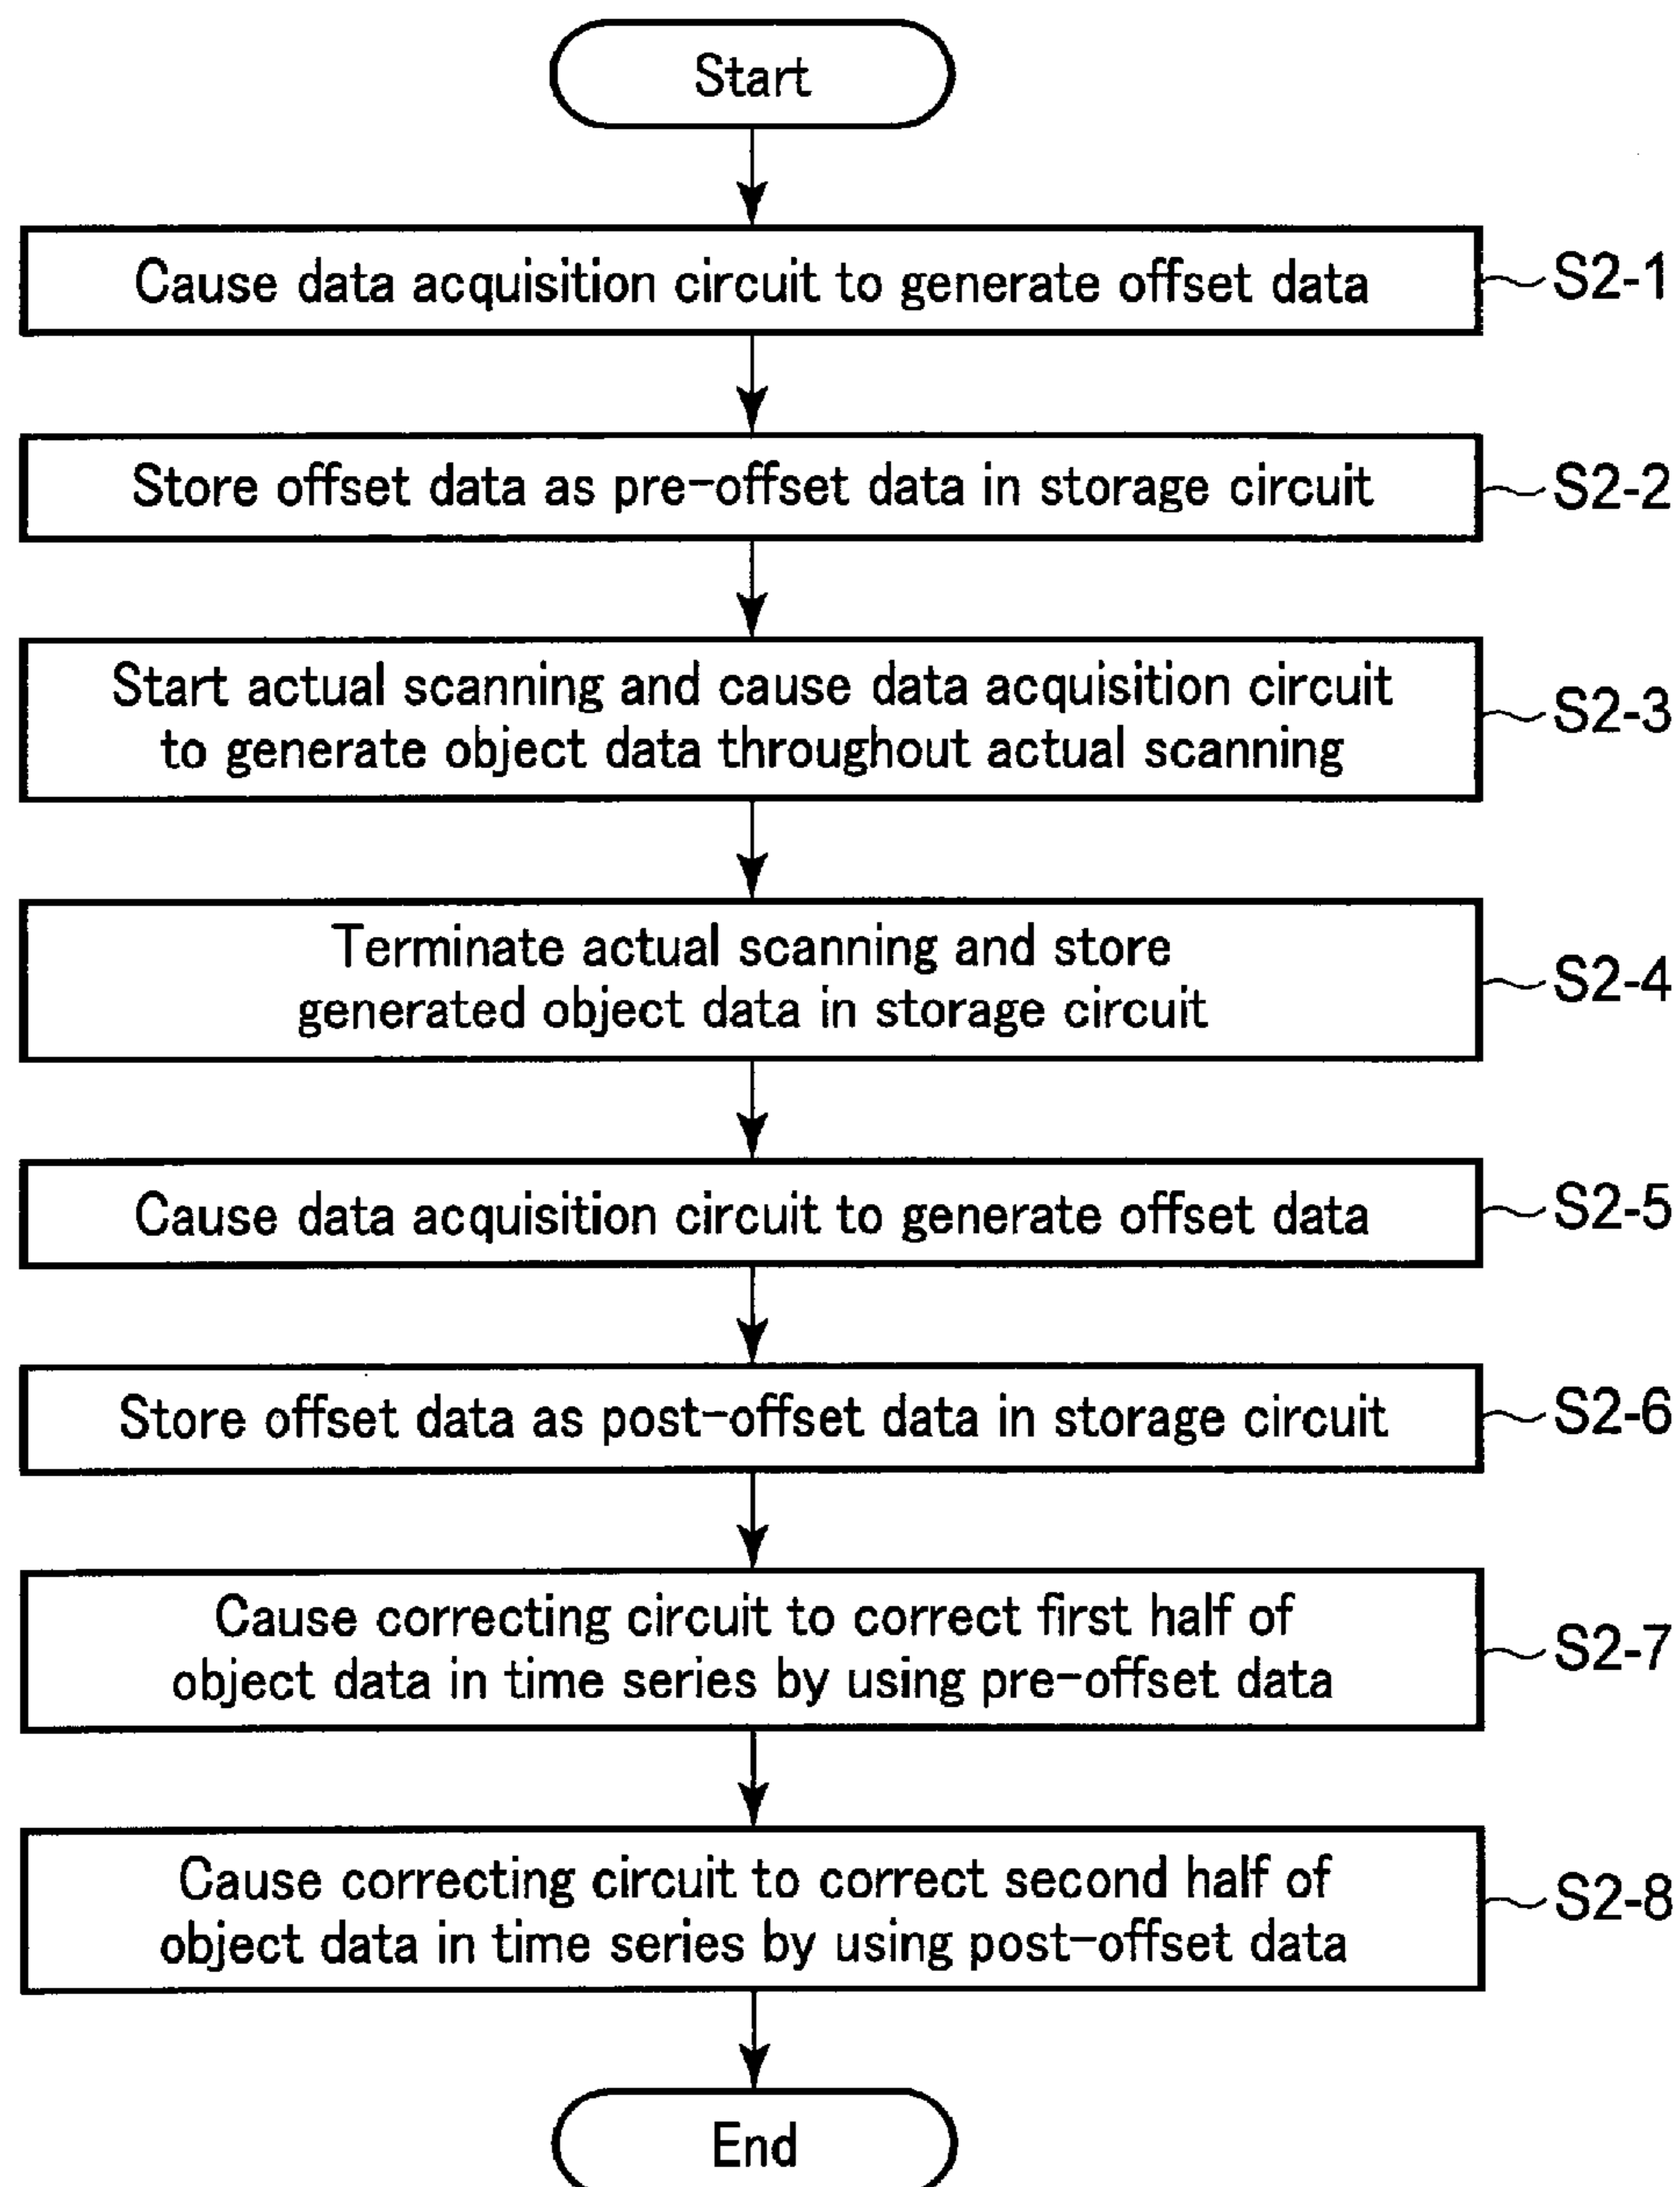 Start
Cause data acquisition circuit to generate offset data
S2-1
Store offset data as pre-offset data in storage circuit
S2-2
Start actual scanning and cause data acquisition circuit
to generate object data throughout actual scanning
S2-3
Terminate actual scanning and store
generated object data in storage circuit
S2-4
Cause data acquisition circuit to generate offset data
S2-5
Store offset data as post-offset data in storage circuit
S2-6
Cause correcting circuit to correct first half of
object data in time series by using pre-offset data
S2-7
Cause correcting circuit to correct second half of
object data in time series by using post-offset data
S2-8
End